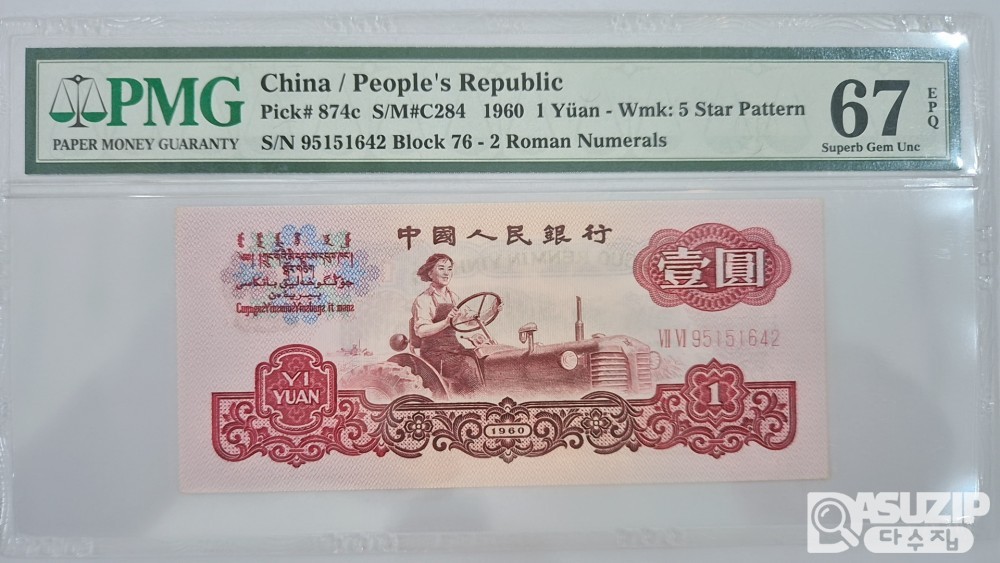 PMG
PAPER MONEY GUARANTY
China / People's Republic
Pick# 874c S/M#C284 1960 1 Yüan - Wmk: 5 Star Pattern
S/N 95151642 Block 76 - 2 Roman Numerals
67
EPQ
Superb Gem Unc
中國人民銀行
壹圓
VII VI 95151642
YI
YUAN
1
1960
ASUZIP
다수집